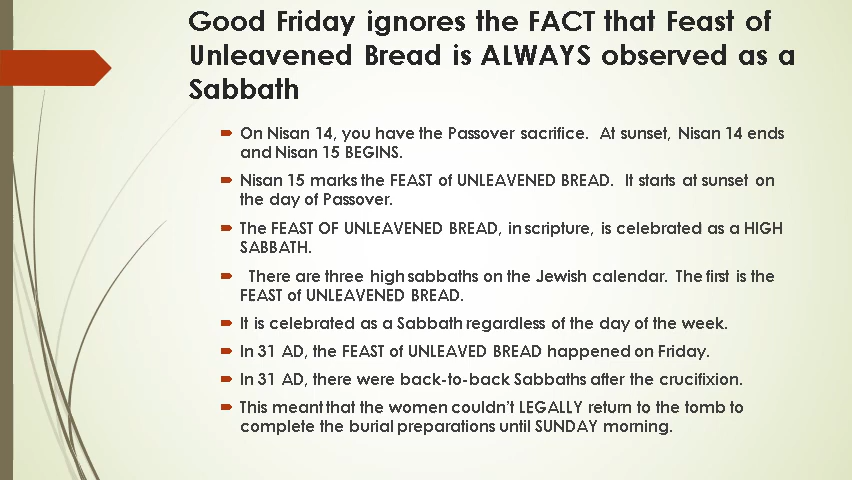 Good Friday ignores the FACT that Feast of
Unleavened Bread is ALWAYS observed as a
Sabbath
On Nisan 14, you have the Passover sacrifice. At sunset, Nisan 14 ends
and Nisan 15 BEGINS.
Nisan 15 marks the FEAST of UNLEAVENED BREAD. It starts at sunset on
the day of Passover.
The FEAST OF UNLEAVENED BREAD, in scripture, is celebrated as a HIGH
SABBATH.
There are three high sabbaths on the Jewish calendar. The first is the
FEAST of UNLEAVENED BREAD.
It is celebrated as a Sabbath regardless of the day of the week.
In 31 AD, the FEAST of UNLEAVED BREAD happened on Friday.
In 31 AD, there were back-to-back Sabbaths after the crucifixion.
This meant that the women couldn't LEGALLY return to the tomb to
complete the burial preparations until SUNDAY morning.